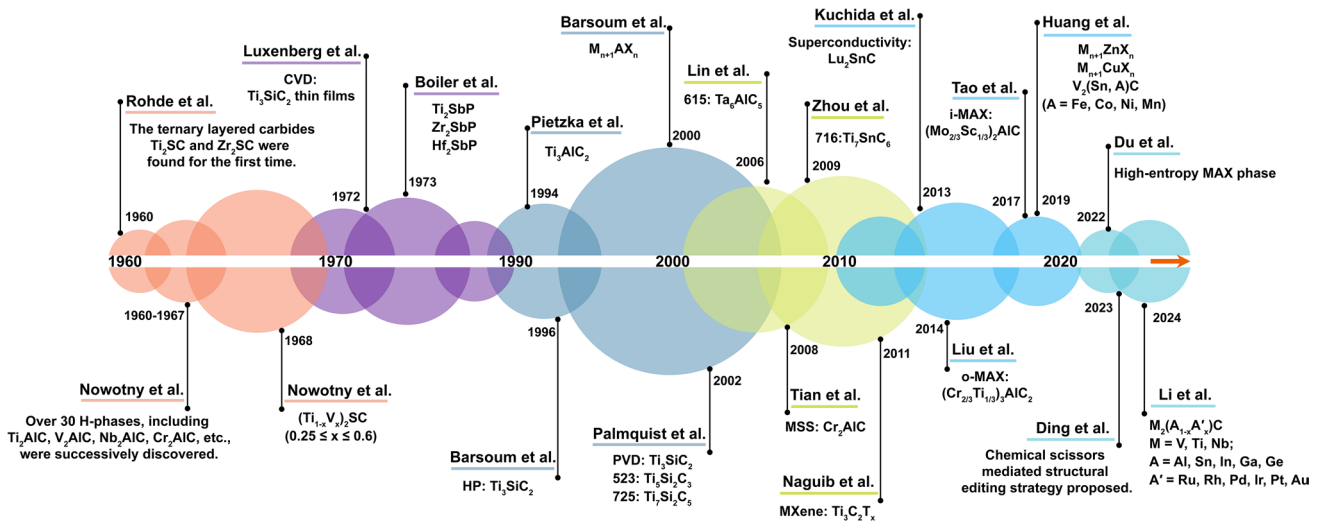 Rohde et al.
The ternary layered carbides
Ti₂SC and Zr₂SC were
found for the first time.
1960
Luxenberg et al.
CVD:
Ti₃SiC₂ thin films
1972
Boiler et al.
Ti₂SbP
Zr₂SbP
Hf₂SbP
1973
Pietzka et al.
Ti₃AlC₂
1994
Barsoum et al.
Mₙ₊₁AXₙ
2000
Lin et al.
615: Ta₆AlC₅
2006
Zhou et al.
716:Ti₇SnC₆
2009
Kuchida et al.
Superconductivity:
Lu₂SnC
2013
Tao et al.
i-MAX:
(Mo₂/₃Sc₁/₃)₂AlC
2017
Huang et al.
Mₙ₊₁ZnXₙ
Mₙ₊₁CuXₙ
V₂(Sn, A)C
(A = Fe, Co, Ni, Mn)
2019
Du et al.
High-entropy MAX phase
2022
1960 1970 1990 2000 2010 2020
1960-1967
Nowotny et al.
Over 30 H-phases, including
Ti₂AlC, V₂AlC, Nb₂AlC, Cr₂AlC, etc.,
were successively discovered.
1968
Nowotny et al.
(Ti₁₋ₓVₓ)₂SC
(0.25 ≤ x ≤ 0.6)
1996
Barsoum et al.
HP: Ti₃SiC₂
2002
Palmquist et al.
PVD: Ti₃SiC₂
523: Ti₅Si₂C₃
725: Ti₇Si₂C₅
2008
Tian et al.
MSS: Cr₂AlC
2011
Naguib et al.
MXene: Ti₃C₂Tₓ
2014
Liu et al.
o-MAX:
(Cr₂/₃Ti₁/₃)₃AlC₂
2023
Ding et al.
Chemical scissors
mediated structural
editing strategy proposed.
2024
Li et al.
M₂(A₁₋ₓA′ₓ)C
M = V, Ti, Nb;
A = Al, Sn, In, Ga, Ge
A′ = Ru, Rh, Pd, Ir, Pt, Au